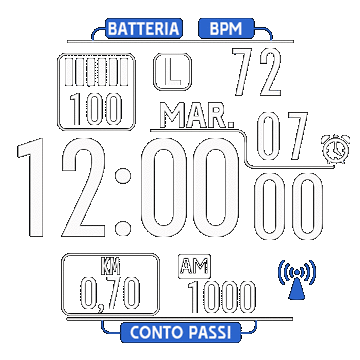 BATTERIA BPM
L 72
100
MAR. 07
12:00 00
KM AM
0,70 1000
CONTO PASSI